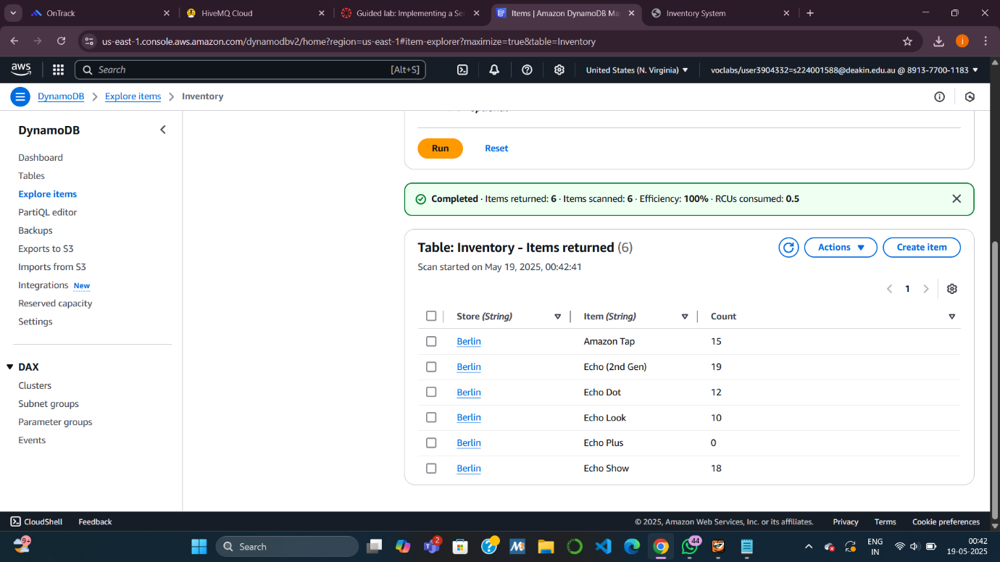 OnTrack
HiveMQ Cloud
Guided lab: Implementing a Se
Items | Amazon DynamoDB Ma
Inventory System
us-east-1.console.aws.amazon.com/dynamodbv2/home?region=us-east-1#item-explorer?maximize=true&table=Inventory
j
aws
Search
[Alt+S]
United States (N. Virginia)
voclabs/user3904332=s224001588@deakin.edu.au @ 8913-7700-1183
DynamoDB
Explore items
Inventory
DynamoDB
Dashboard
Tables
Explore items
PartiQL editor
Backups
Exports to S3
Imports from S3
Integrations New
Reserved capacity
Settings
DAX
Clusters
Subnet groups
Parameter groups
Events
Run
Reset
Completed · Items returned: 6 · Items scanned: 6 · Efficiency: 100% · RCUs consumed: 0.5
Table: Inventory - Items returned (6)
Actions
Create item
Scan started on May 19, 2025, 00:42:41
1
Store (String) Item (String) Count
Berlin Amazon Tap 15
Berlin Echo (2nd Gen) 19
Berlin Echo Dot 12
Berlin Echo Look 10
Berlin Echo Plus 0
Berlin Echo Show 18
CloudShell
Feedback
© 2025, Amazon Web Services, Inc. or its affiliates.
Privacy
Terms
Cookie preferences
9+
Search
2
44
ENG
IN
00:42
19-05-2025